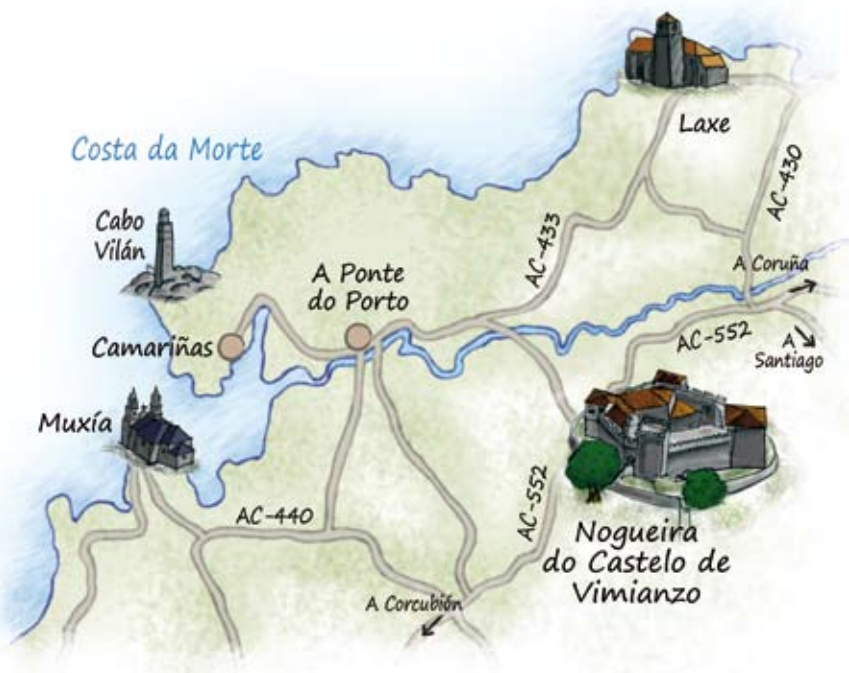 Laxe
Costa da Morte
AC-430
Cabo
Vilán
AC-433
A Ponte
do Porto
A Coruña
Camariñas
AC-552
A
Santiago
Muxía
AC-552
AC-440
Nogueira
do Castelo de
Vimianzo
A Corcubión